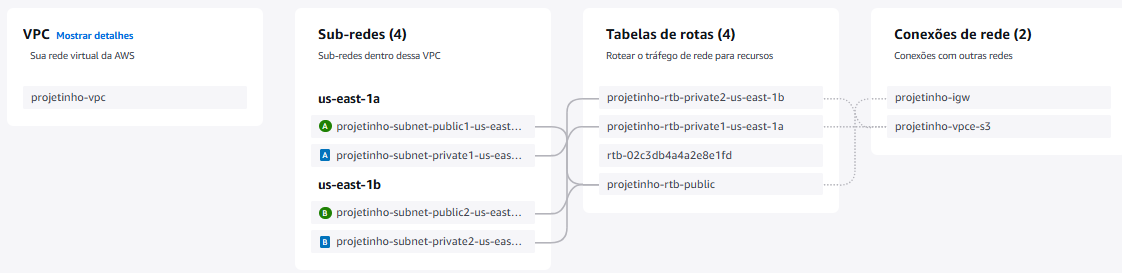 VPC Mostrar detalhes
Sua rede virtual da AWS
projetinho-vpc
Sub-redes (4)
Sub-redes dentro dessa VPC
us-east-1a
A projetinho-subnet-public1-us-east...
A projetinho-subnet-private1-us-eas...
us-east-1b
B projetinho-subnet-public2-us-east...
B projetinho-subnet-private2-us-eas...
Tabelas de rotas (4)
Rotear o tráfego de rede para recursos
projetinho-rtb-private2-us-east-1b
projetinho-rtb-private1-us-east-1a
rtb-02c3db4a4a2e8e1fd
projetinho-rtb-public
Conexões de rede (2)
Conexões com outras redes
projetinho-igw
projetinho-vpce-s3